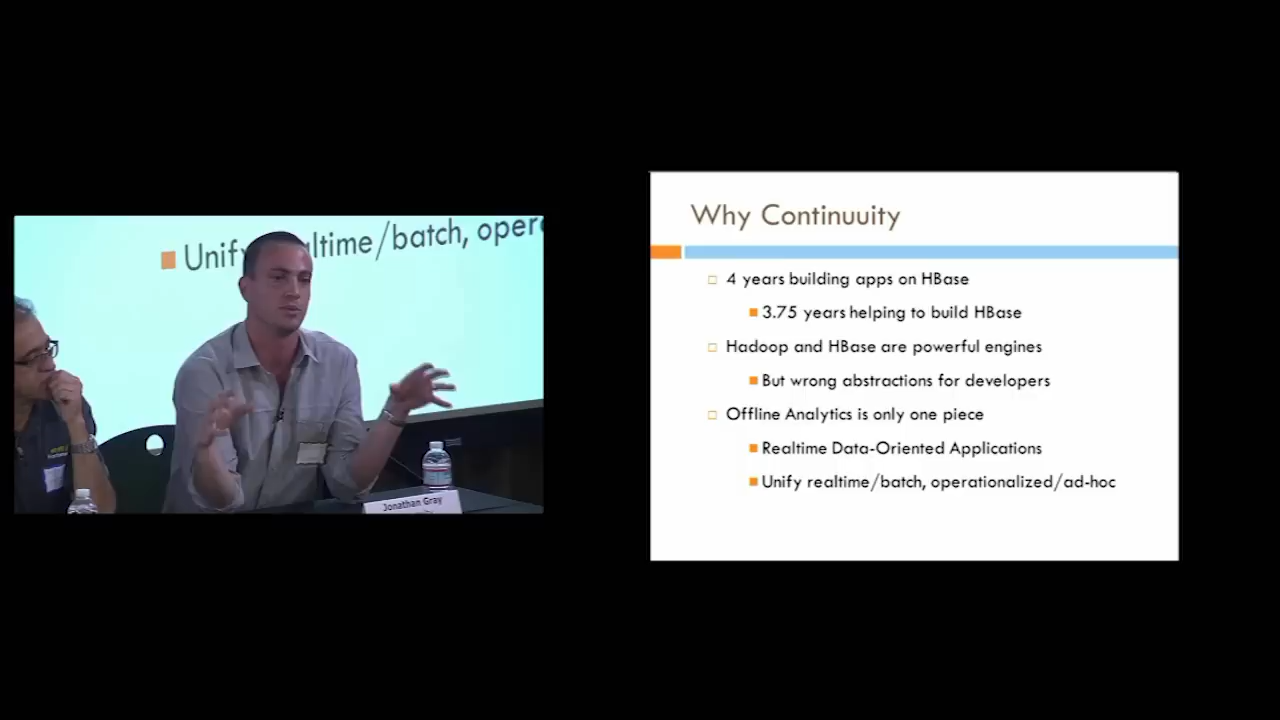 Unify realtime/batch, opera
Jonathan Gray
Why Continuuity
4 years building apps on HBase
3.75 years helping to build HBase
Hadoop and HBase are powerful engines
But wrong abstractions for developers
Offline Analytics is only one piece
Realtime Data-Oriented Applications
Unify realtime/batch, operationalized/ad-hoc